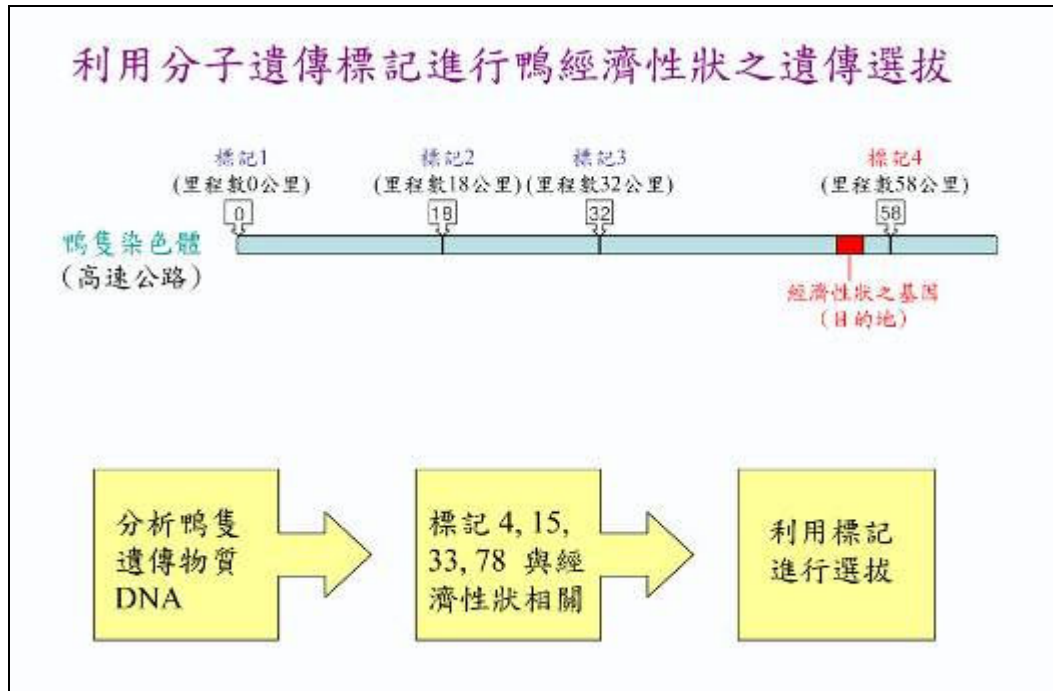 利用分子遺傳標記進行鴨經濟性狀之遺傳選拔
標記1
(里程數0公里)
標記2
(里程數18公里)
標記3
(里程數32公里)
標記4
(里程數58公里)
0
18
32
58
鴨隻染色體
(高速公路)
經濟性狀之基因
(目的地)
分析鴨隻
遺傳物質
DNA
標記 4, 15,
33, 78 與經
濟性狀相關
利用標記
進行選拔